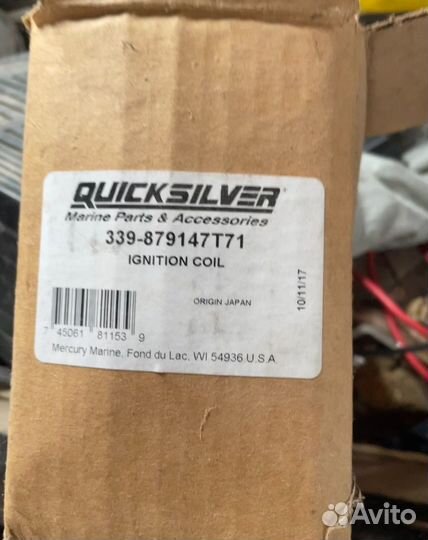 QUICKSILVER
Marine Parts & Accessories
339-879147T71
IGNITION COIL
ORIGIN JAPAN
10/11/17
7 45061 81153 9
Mercury Marine, Fond du Lac, WI 54936 U.S.A.
Avito